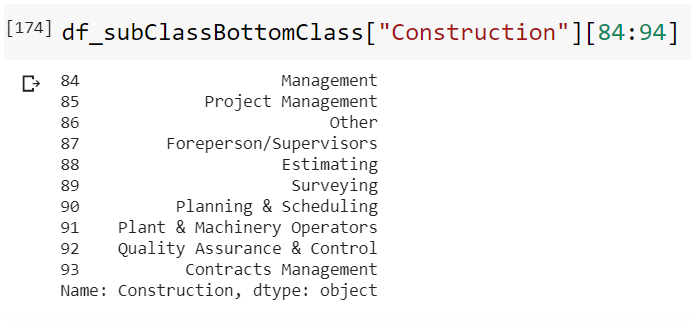 [174] df_subClassBottomClass["Construction"][84:94]
84 Management
85 Project Management
86 Other
87 Foreperson/Supervisors
88 Estimating
89 Surveying
90 Planning & Scheduling
91 Plant & Machinery Operators
92 Quality Assurance & Control
93 Contracts Management
Name: Construction, dtype: object